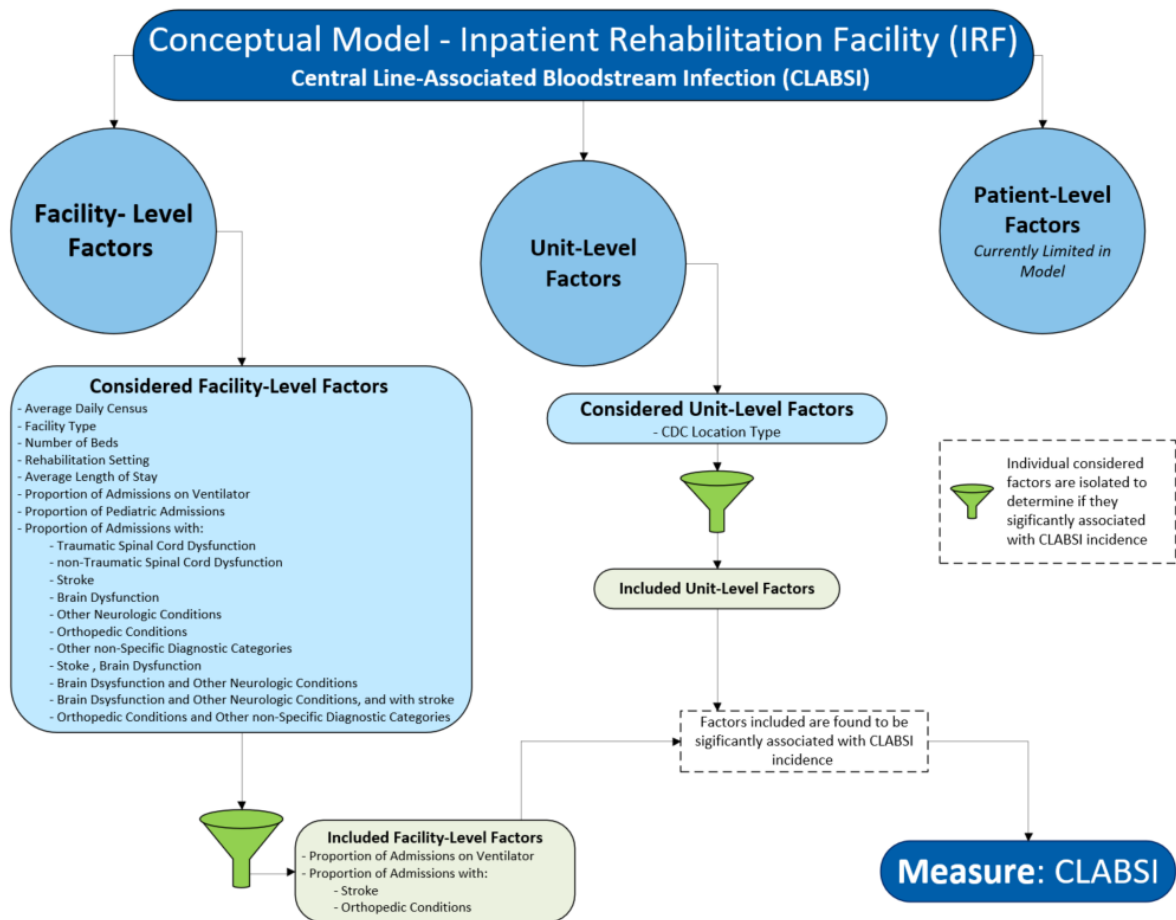 Conceptual Model - Inpatient Rehabilitation Facility (IRF)
Central Line-Associated Bloodstream Infection (CLABSI)
Facility- Level
Factors
Unit-Level
Factors
Patient-Level
Factors
Currently Limited in
Model
Considered Facility-Level Factors
- Average Daily Census
- Facility Type
- Number of Beds
- Rehabilitation Setting
- Average Length of Stay
- Proportion of Admissions on Ventilator
- Proportion of Pediatric Admissions
- Proportion of Admissions with:
- Traumatic Spinal Cord Dysfunction
- non-Traumatic Spinal Cord Dysfunction
- Stroke
- Brain Dysfunction
- Other Neurologic Conditions
- Orthopedic Conditions
- Other non-Specific Diagnostic Categories
- Stoke , Brain Dysfunction
- Brain Dsysfunction and Other Neurologic Conditions
- Brain Dsysfunction and Other Neurologic Conditions, and with stroke
- Orthopedic Conditions and Other non-Specific Diagnostic Categories
Considered Unit-Level Factors
- CDC Location Type
Individual considered
factors are isolated to
determine if they
sigificantly associated
with CLABSI incidence
Included Unit-Level Factors
Factors included are found to be
sigificantly associated with CLABSI
incidence
Included Facility-Level Factors
- Proportion of Admissions on Ventilator
- Proportion of Admissions with:
- Stroke
- Orthopedic Conditions
Measure: CLABSI